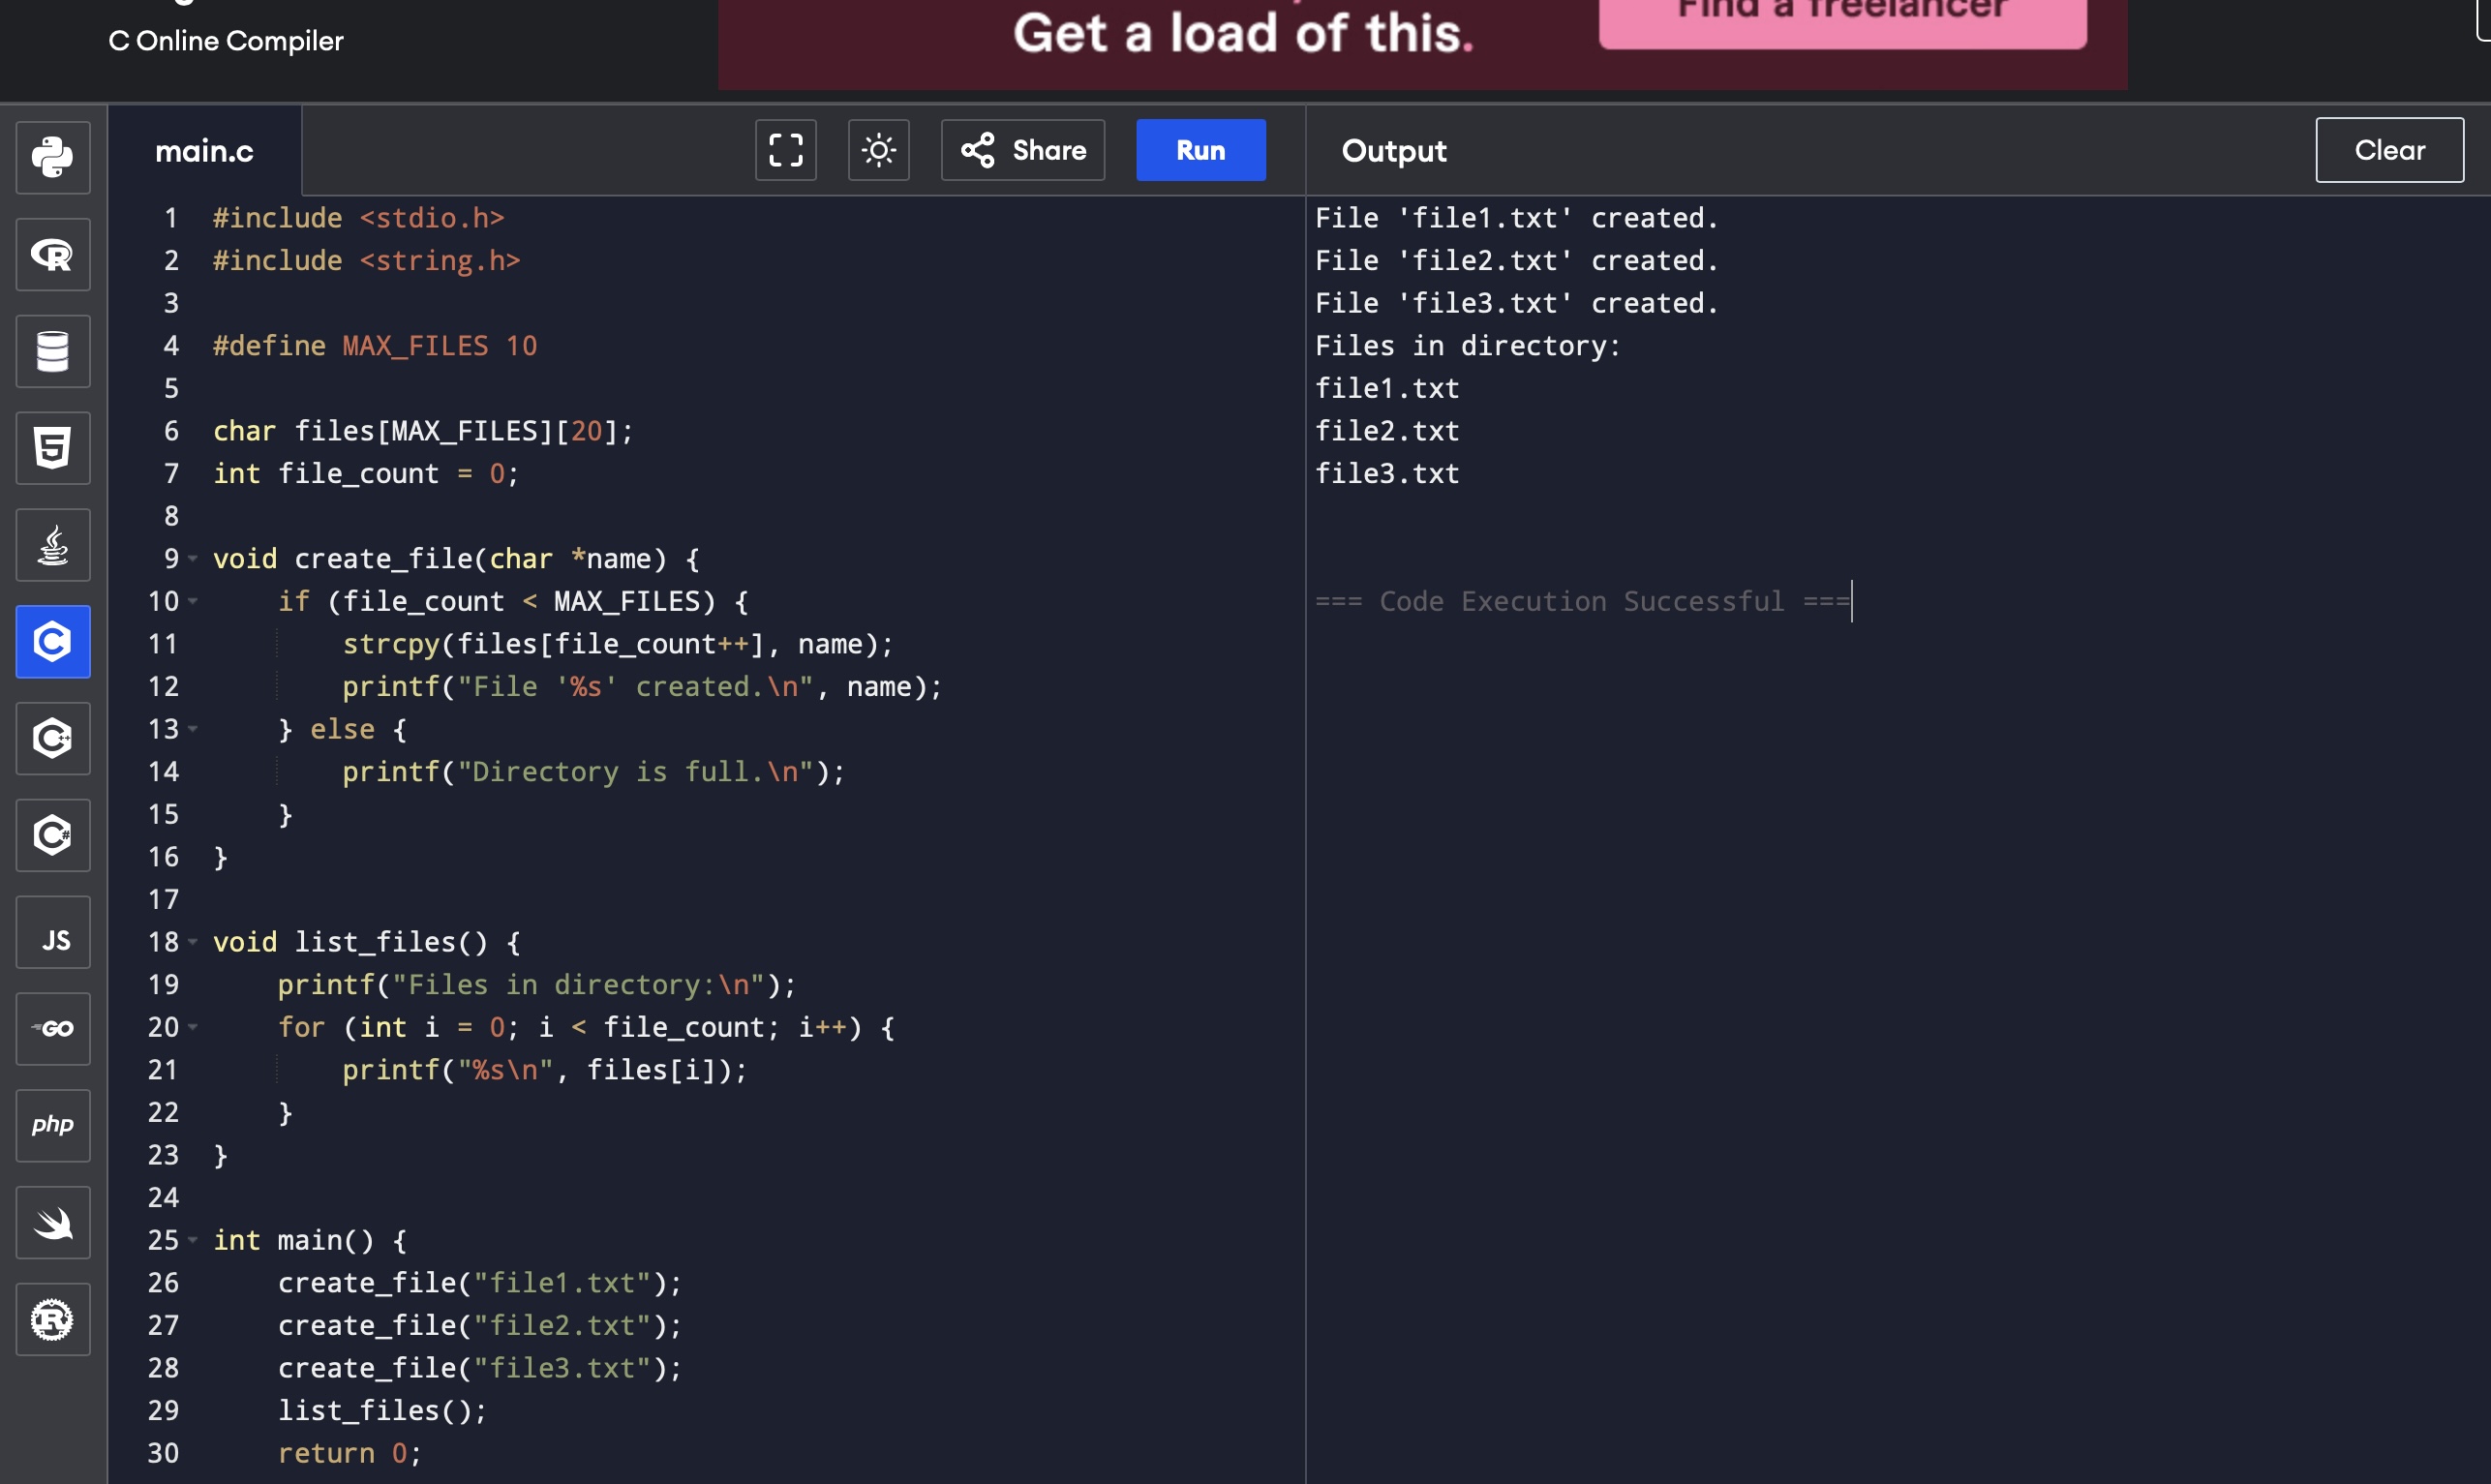 C Online Compiler
Get a load of this.
Find a freelancer
main.c
Share
Run
Output
Clear
1 #include <stdio.h>
2 #include <string.h>
3
4 #define MAX_FILES 10
5
6 char files[MAX_FILES][20];
7 int file_count = 0;
8
9 void create_file(char *name) {
10     if (file_count < MAX_FILES) {
11         strcpy(files[file_count++], name);
12         printf("File '%s' created.\n", name);
13     } else {
14         printf("Directory is full.\n");
15     }
16 }
17
18 void list_files() {
19     printf("Files in directory:\n");
20     for (int i = 0; i < file_count; i++) {
21         printf("%s\n", files[i]);
22     }
23 }
24
25 int main() {
26     create_file("file1.txt");
27     create_file("file2.txt");
28     create_file("file3.txt");
29     list_files();
30     return 0;
File 'file1.txt' created.
File 'file2.txt' created.
File 'file3.txt' created.
Files in directory:
file1.txt
file2.txt
file3.txt
=== Code Execution Successful ===
R
5
C
C++
C#
JS
GO
php
R